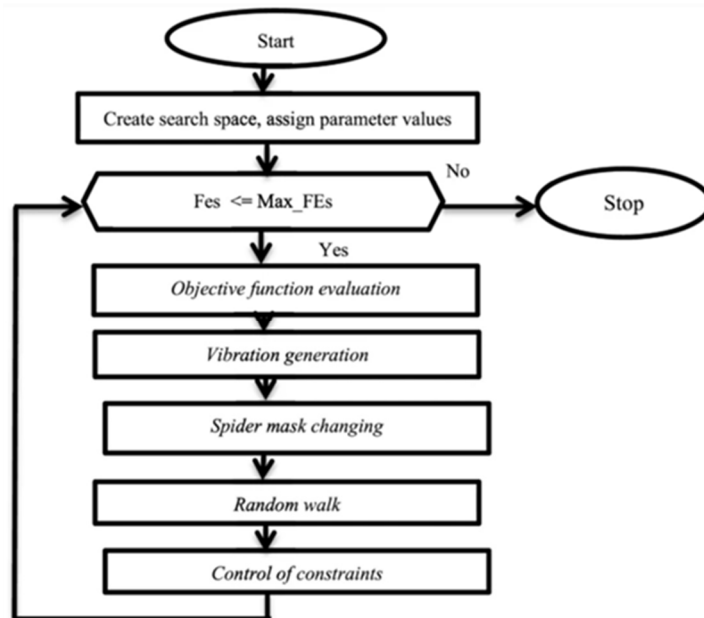 Start
Create search space, assign parameter values
No
Fes <= Max_FEs
Stop
Yes
Objective function evaluation
Vibration generation
Spider mask changing
Random walk
Control of constraints